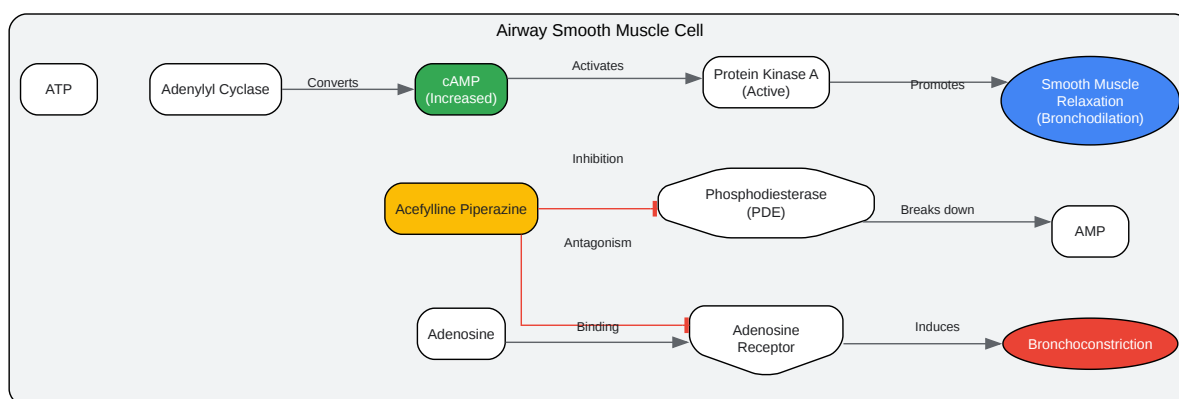 Airway Smooth Muscle Cell
ATP
Adenylyl Cyclase
Converts
cAMP
(Increased)
Activates
Protein Kinase A
(Active)
Promotes
Smooth Muscle
Relaxation
(Bronchodilation)
Inhibition
Acefylline Piperazine
Phosphodiesterase
(PDE)
Breaks down
AMP
Antagonism
Adenosine
Binding
Adenosine
Receptor
Induces
Bronchoconstriction